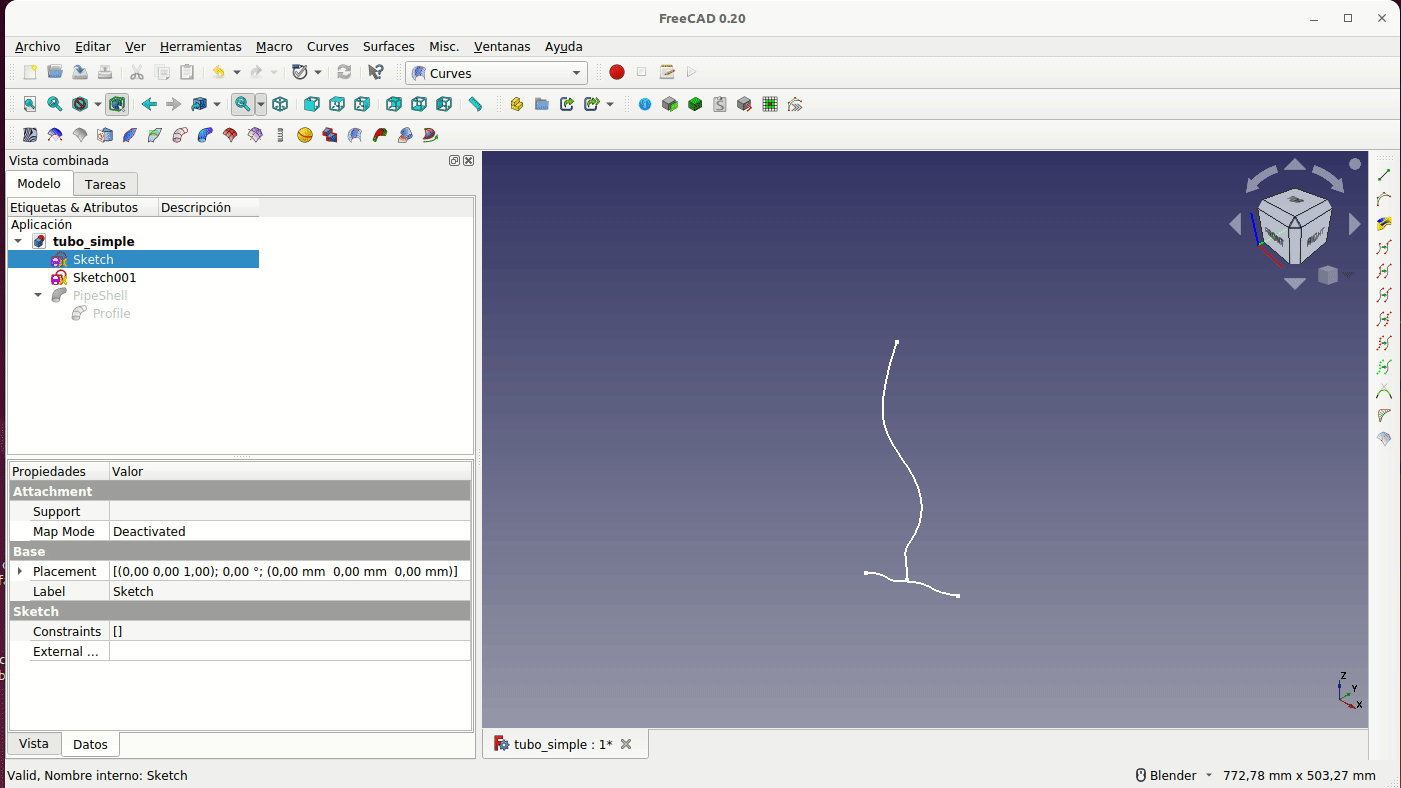 FreeCAD 0.20
Archivo Editar Ver Herramientas Macro Curves Surfaces Misc. Ventanas Ayuda
Curves
Vista combinada
Modelo Tareas
Etiquetas & Atributos Descripción
Aplicación
tubo_simple
Sketch
Sketch001
PipeShell
Profile
FRONT RIGHT
Propiedades Valor
Attachment
Support
Map Mode Deactivated
Base
Placement [(0,00 0,00 1,00); 0,00 °; (0,00 mm 0,00 mm 0,00 mm)]
Label Sketch
Sketch
Constraints []
External ...
Z
Y
X
Vista Datos
tubo_simple : 1*
Valid, Nombre interno: Sketch
Blender 772,78 mm x 503,27 mm